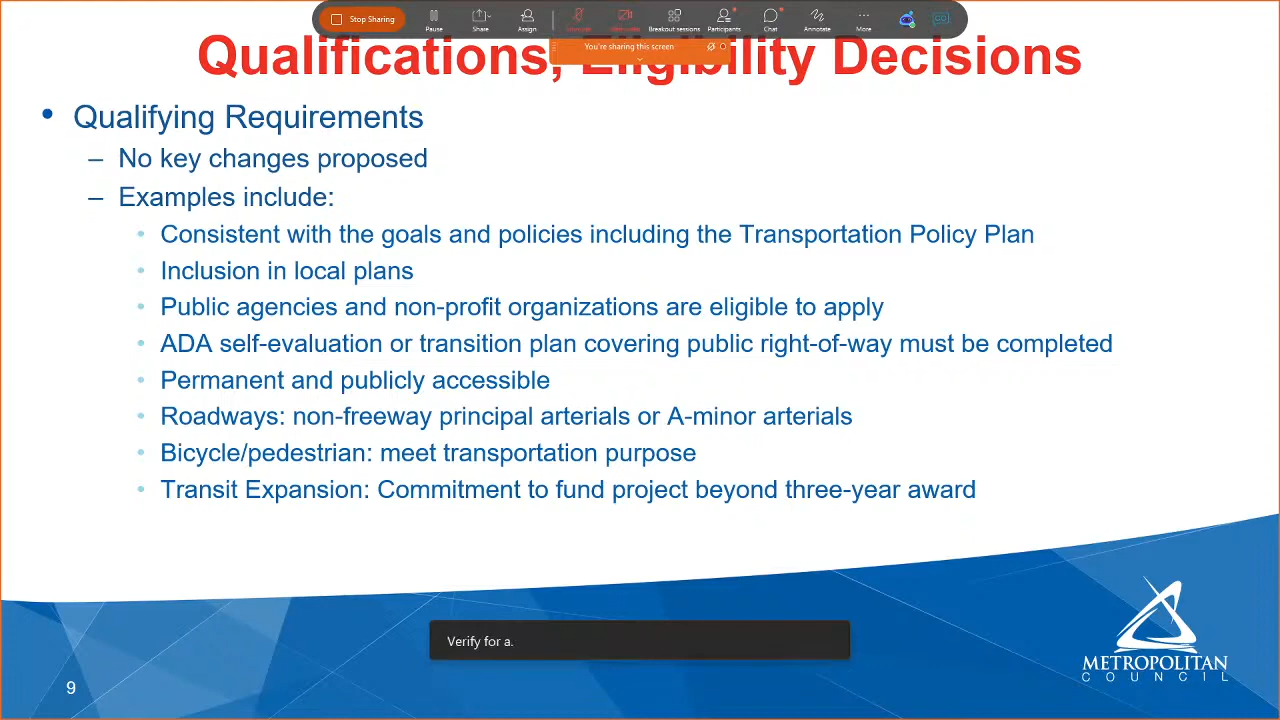 Stop Sharing
Pause
Share
Assign
Breakout sessions
Participants
Chat
Annotate
More
You're sharing this screen
Qualifications, Eligibility Decisions
• Qualifying Requirements
– No key changes proposed
– Examples include:
• Consistent with the goals and policies including the Transportation Policy Plan
• Inclusion in local plans
• Public agencies and non-profit organizations are eligible to apply
• ADA self-evaluation or transition plan covering public right-of-way must be completed
• Permanent and publicly accessible
• Roadways: non-freeway principal arterials or A-minor arterials
• Bicycle/pedestrian: meet transportation purpose
• Transit Expansion: Commitment to fund project beyond three-year award
Verify for a.
METROPOLITAN
COUNCIL
9